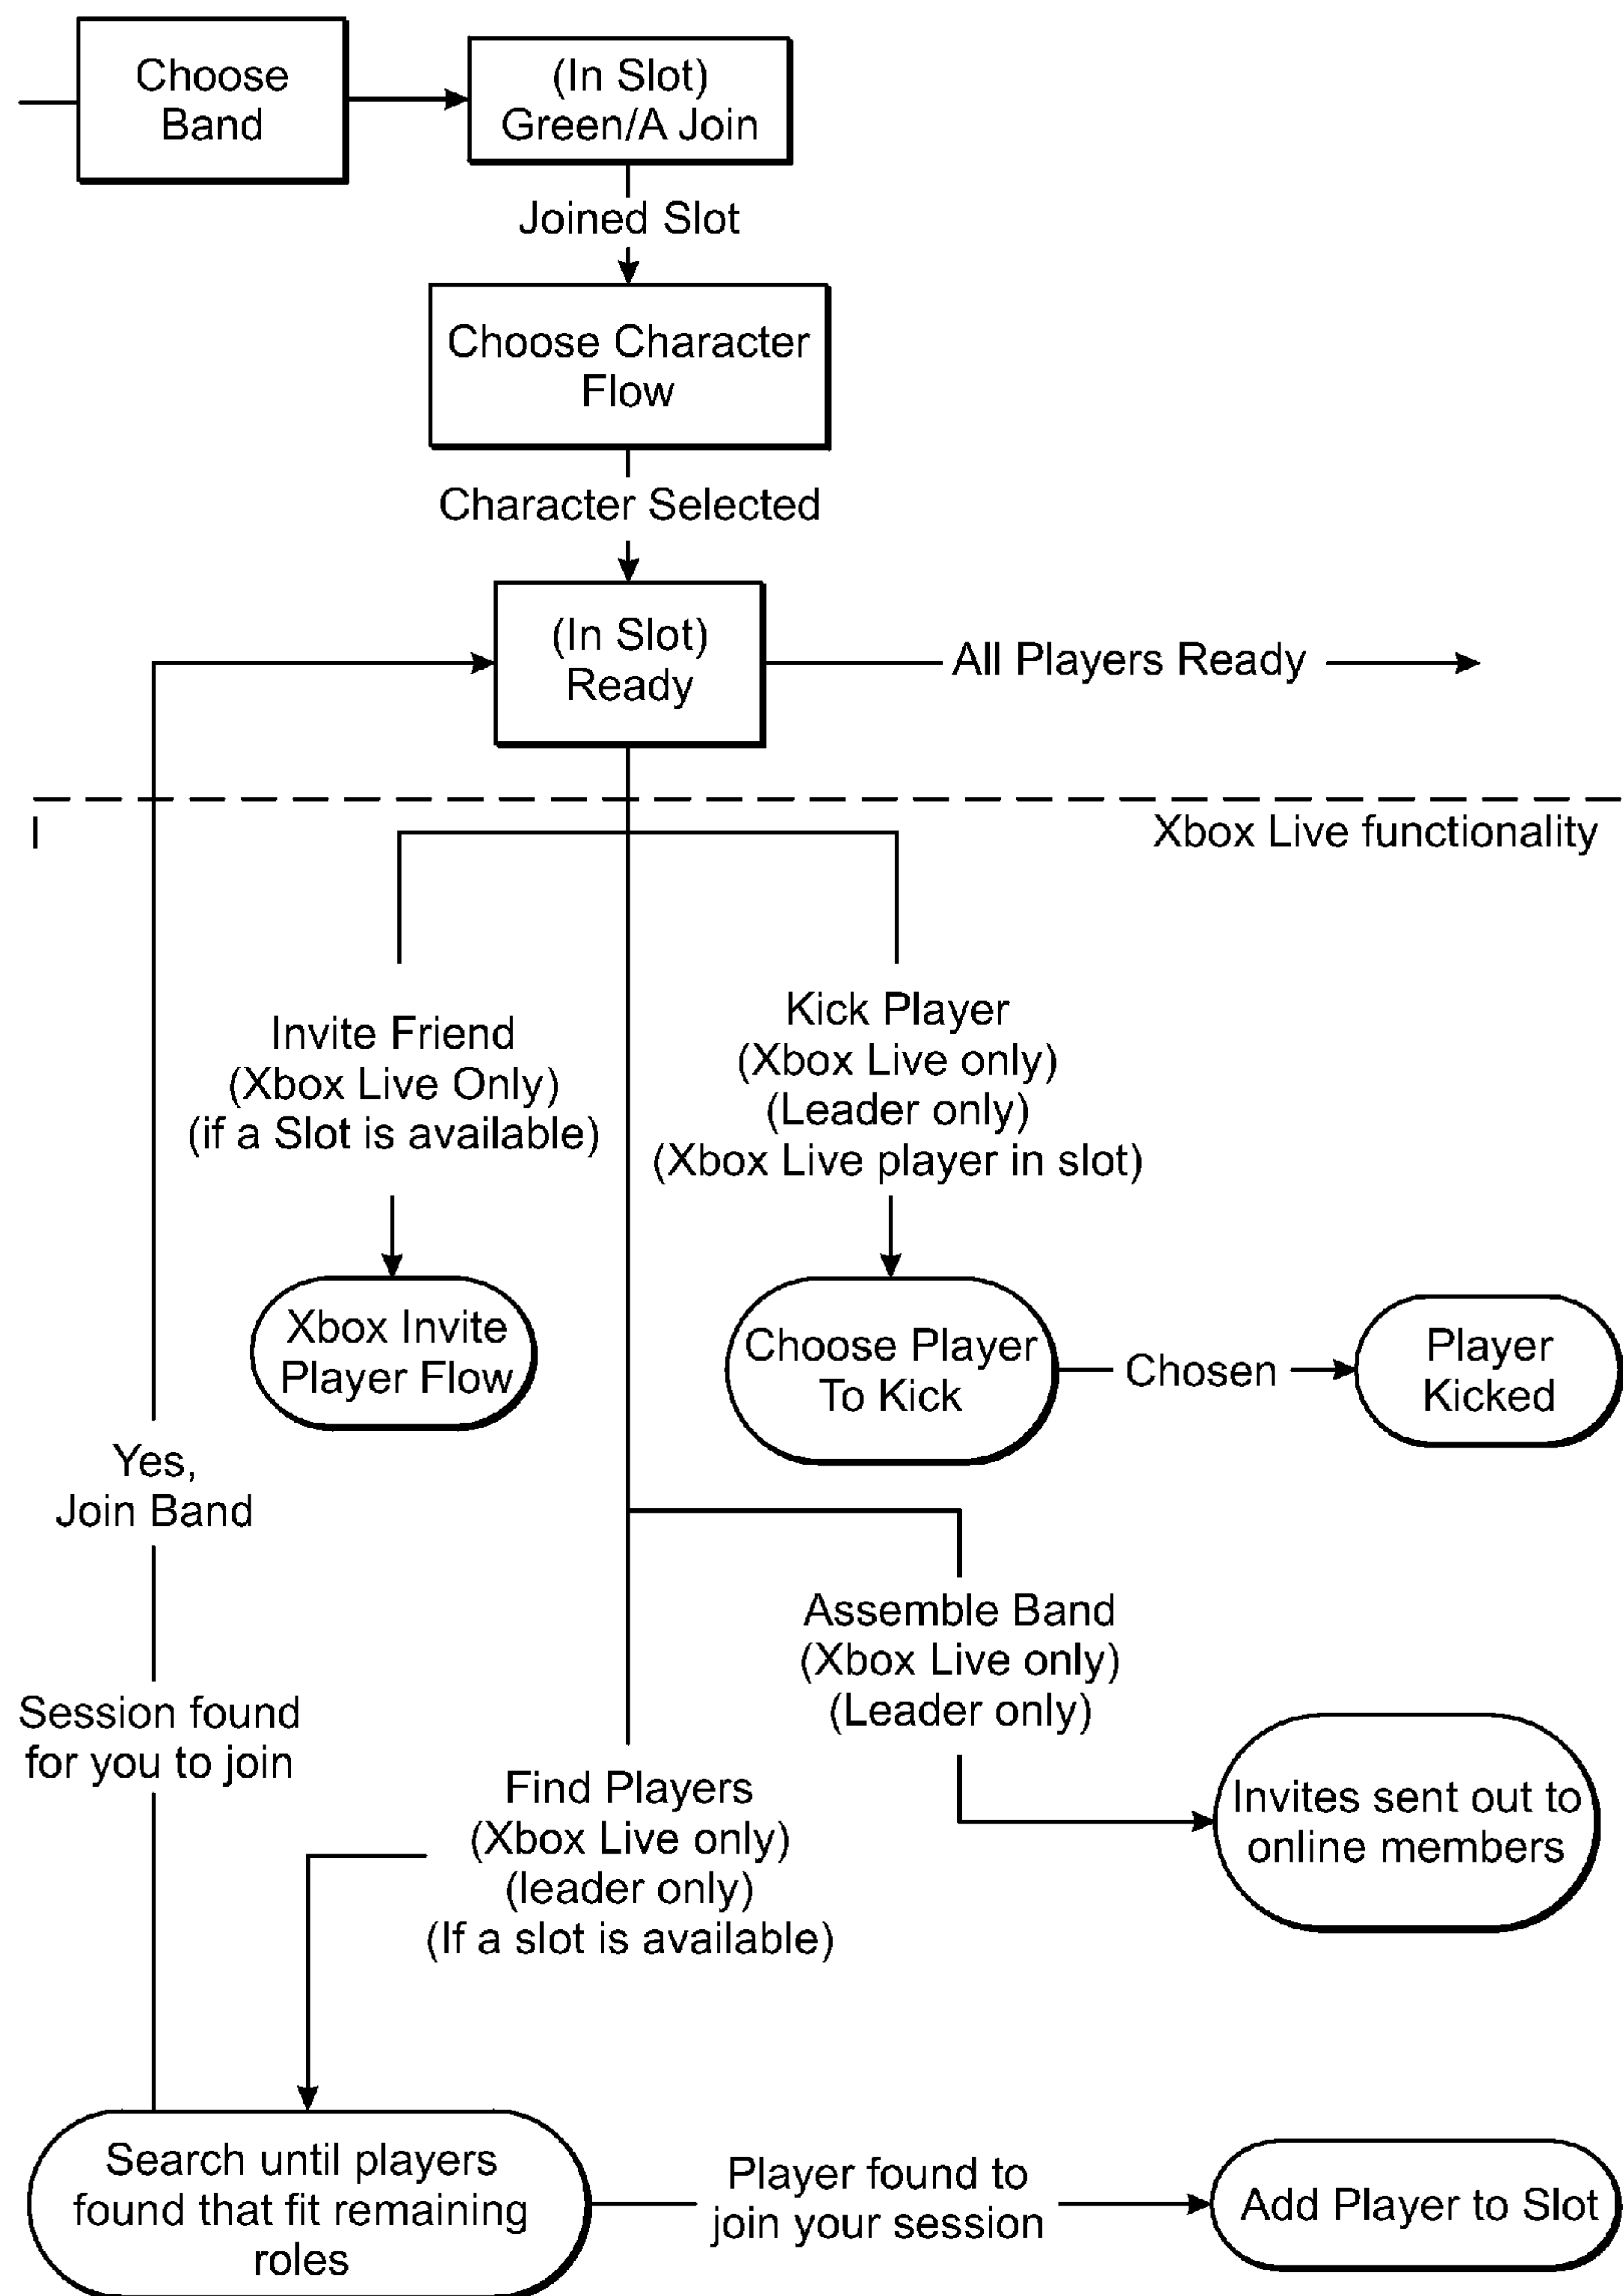 Choose
Band
(In Slot)
Green/A Join
Joined Slot
Choose Character
Flow
Character Selected
(In Slot)
Ready
All Players Ready
Xbox Live functionality
Invite Friend
(Xbox Live Only)
(if a Slot is available)
Kick Player
(Xbox Live only)
(Leader only)
(Xbox Live player in slot)
Xbox Invite
Player Flow
Choose Player
To Kick
Chosen
Player
Kicked
Yes,
Join Band
Assemble Band
(Xbox Live only)
(Leader only)
Session found
for you to join
Find Players
(Xbox Live only)
(leader only)
(If a slot is available)
Invites sent out to
online members
Search until players
found that fit remaining
roles
Player found to
join your session
Add Player to Slot